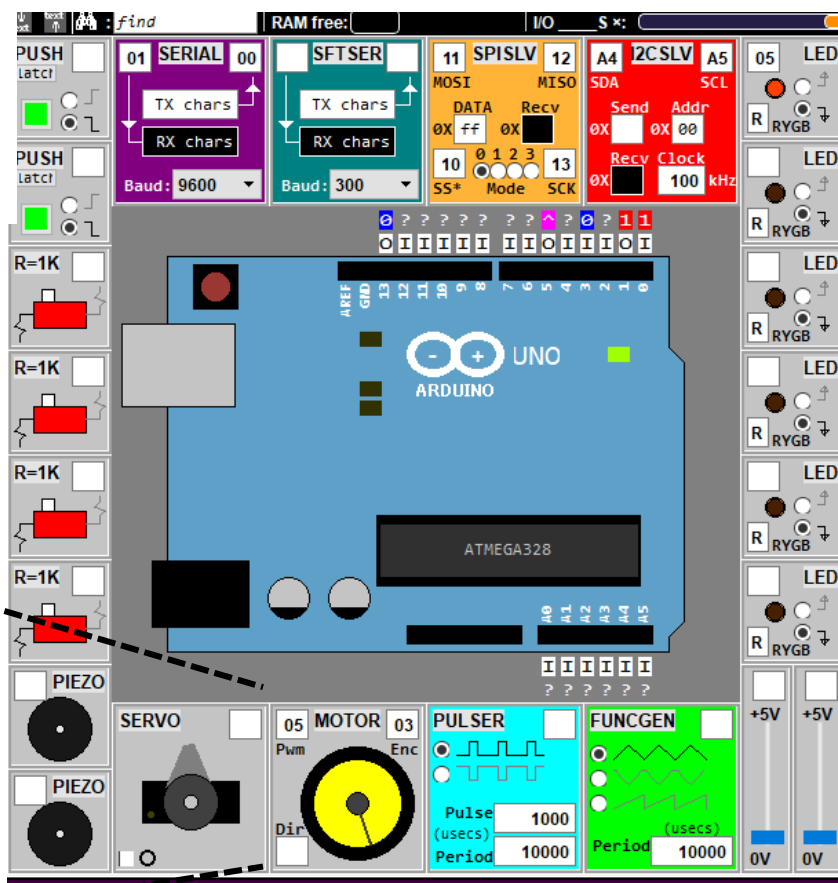 : find RAM free: I/O ____S ×:
PUSH
latch
PUSH
latch
R=1K
R=1K
R=1K
R=1K
PIEZO
PIEZO
01 SERIAL 00
TX chars
RX chars
Baud: 9600
SFTSER
TX chars
RX chars
Baud: 300
11 SPISLV 12
MOSI MISO
DATA Recv
0X ff 0X
10 0 1 2 3 13
SS* Mode SCK
A4 I2CSLV A5
SDA SCL
Send Addr
0X 0X 00
Recv Clock
0X 100 kHz
05 LED
R RYGB
LED
R RYGB
LED
R RYGB
LED
R RYGB
LED
R RYGB
LED
R RYGB
0 ? ? ? ? ? ? ? ^ ? 0 ? 1 1
O I I I I I I I O I I I O I
AREF GND 13 12 11 10 9 8 7 6 5 4 3 2 1 0
- + UNO
ARDUINO
ATMEGA328
A0 A1 A2 A3 A4 A5
I I I I I I
? ? ? ? ? ?
SERVO
05 MOTOR 03
Pwm Enc
Dir
PULSER
Pulse 1000
(usecs)
Period 10000
FUNCGEN
(usecs)
Period 10000
+5V +5V
0V 0V